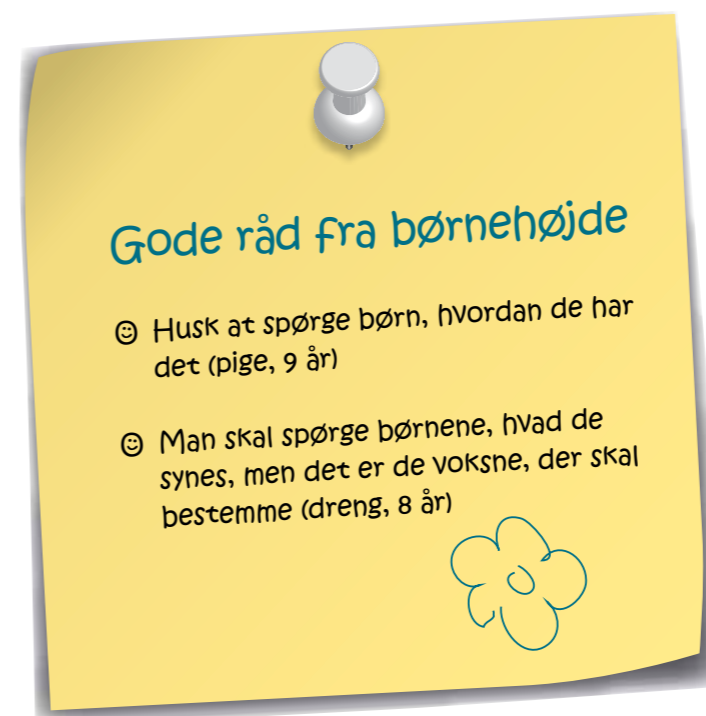 Gode råd fra børnehøjde
☺ Husk at spørge børn, hvordan de har
det (pige, 9 år)
☺ Man skal spørge børnene, hvad de
synes, men det er de voksne, der skal
bestemme (dreng, 8 år)